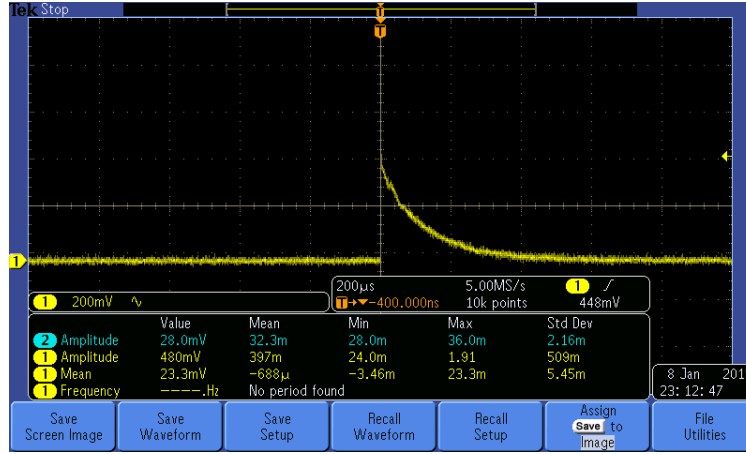 Tek Stop
T
T
1
200µs 5.00MS/s 1
1 200mV T→▼-400.000ns 10k points 448mV
Value Mean Min Max Std Dev
2 Amplitude 28.0mV 32.3m 28.0m 36.0m 2.16m
1 Amplitude 480mV 397m 24.0m 1.91 509m
1 Mean 23.3mV -688µ -3.46m 23.3m 5.45m
1 Frequency ----.Hz No period found
8 Jan 201
23:12:47
Save Screen Image
Save Waveform
Save Setup
Recall Waveform
Recall Setup
Assign Save to Image
File Utilities